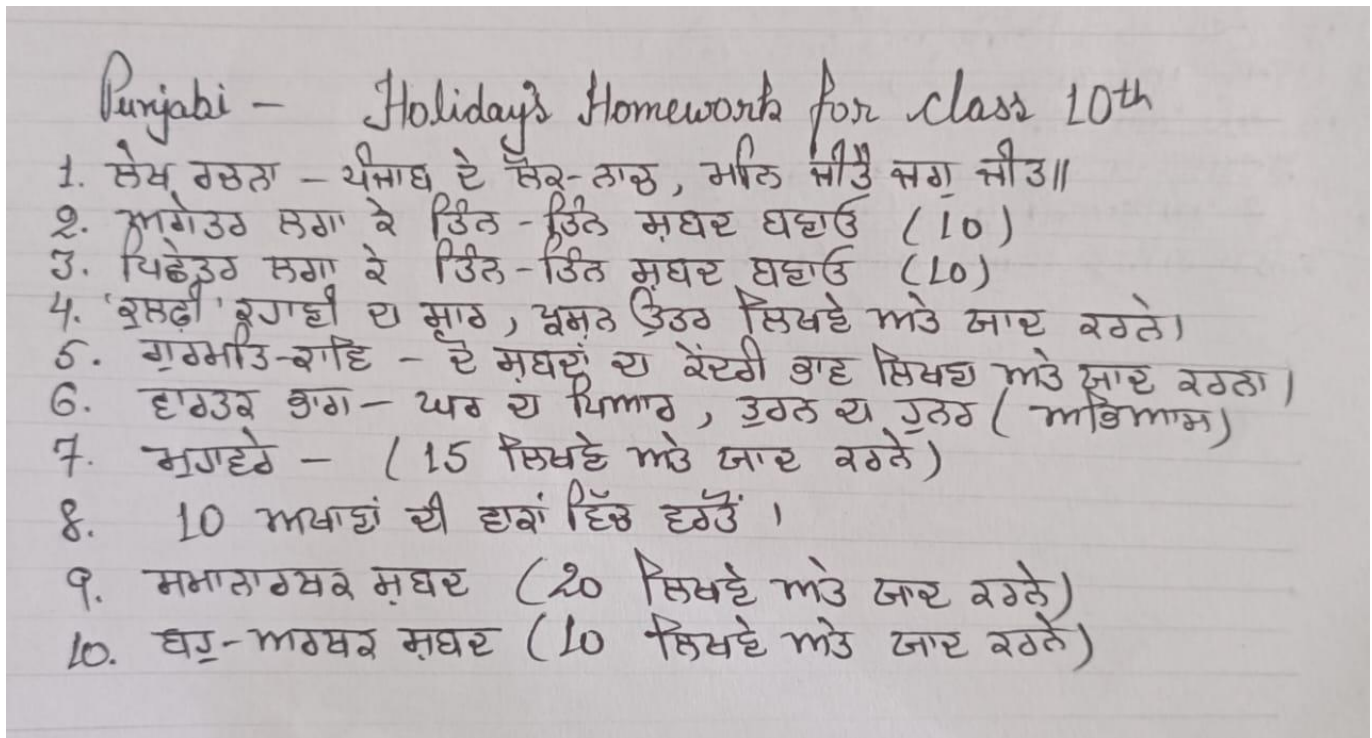 Punjabi - Holiday's Homework for class 10th
1. ਲੇਖ ਰਚਨਾ - ਪੰਜਾਬ ਦੇ ਲੋਕ-ਨਾਚ, ਮਨਿ ਜੀਤੈ ਜਗੁ ਜੀਤ॥
2. ਅਗੇਤਰ ਲਗਾ ਕੇ ਤਿੰਨ-ਤਿੰਨ ਸ਼ਬਦ ਬਣਾਓ (10)
3. ਪਿਛੇਤਰ ਲਗਾ ਕੇ ਤਿੰਨ-ਤਿੰਨ ਸ਼ਬਦ ਬਣਾਓ (10)
4. 'ਕੁਲਫ਼ੀ' ਕਹਾਣੀ ਦਾ ਸਾਰ, ਪ੍ਰਸ਼ਨ ਉੱਤਰ ਲਿਖਣੇ ਅਤੇ ਯਾਦ ਕਰਨੇ।
5. ਗੁਰਮਤਿ-ਕਾਵਿ - ਦੋ ਸ਼ਬਦਾਂ ਦਾ ਕੇਂਦਰੀ ਭਾਵ ਲਿਖਣਾ ਅਤੇ ਯਾਦ ਕਰਨਾ।
6. ਵਾਰਤਕ ਭਾਗ - ਘਰ ਦਾ ਪਿਆਰ, ਤੁਰਨ ਦਾ ਹੁਨਰ (ਅਭਿਆਸ)
7. ਮੁਹਾਵਰੇ - (15 ਲਿਖਣੇ ਅਤੇ ਯਾਦ ਕਰਨੇ)
8. 10 ਅਖਾਣਾਂ ਦੀ ਵਾਕਾਂ ਵਿੱਚ ਵਰਤੋਂ।
9. ਸਮਾਨਾਰਥਕ ਸ਼ਬਦ (20 ਲਿਖਣੇ ਅਤੇ ਯਾਦ ਕਰਨੇ)
10. ਬਹੁ-ਅਰਥਕ ਸ਼ਬਦ (10 ਲਿਖਣੇ ਅਤੇ ਯਾਦ ਕਰਨੇ)